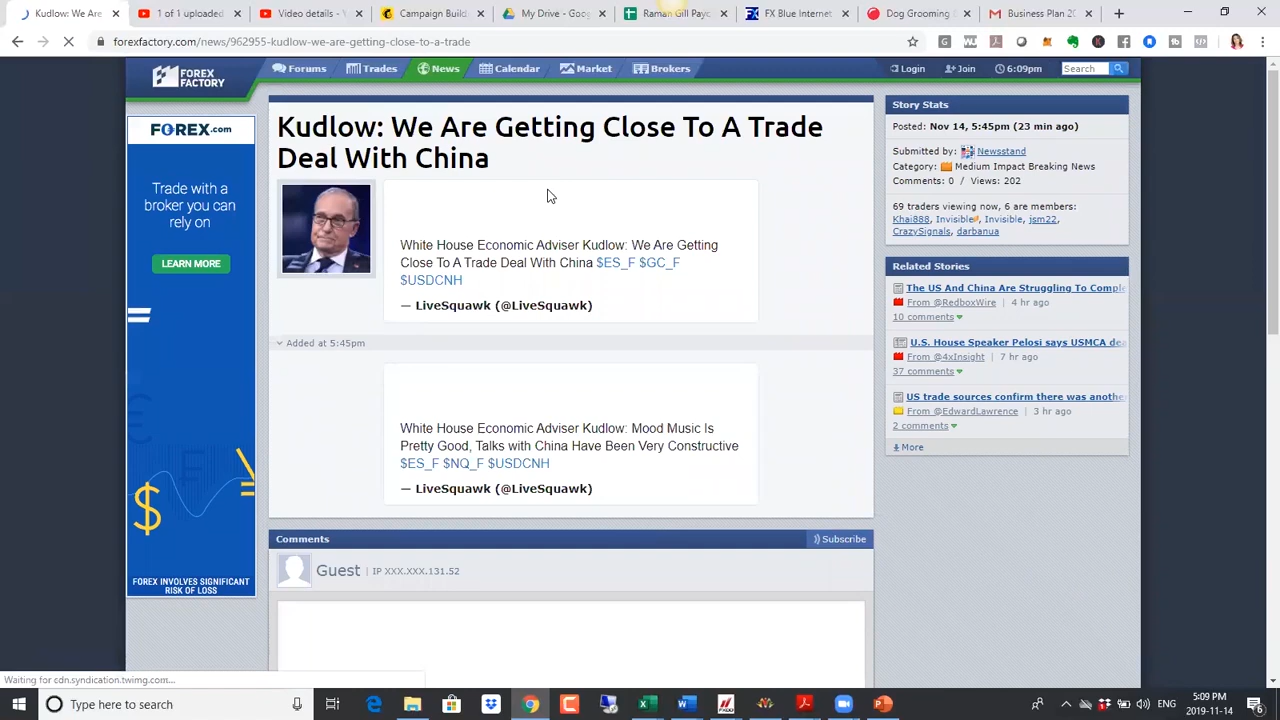 Kudlow: We Are
1 of 1 uploaded
Video details - Y
Campaign Build
My Drive - Goog
Raman Gill Payc
FX Blue Internet
Dog Grooming
Gmail
Business Plan 20
forexfactory.com/news/962955-kudlow-we-are-getting-close-to-a-trade
FOREX FACTORY
Forums
Trades
News
Calendar
Market
Brokers
Login
Join
6:09pm
Search
FOREX.com
Trade with a
broker you can
rely on
LEARN MORE
FOREX INVOLVES SIGNIFICANT
RISK OF LOSS
Kudlow: We Are Getting Close To A Trade
Deal With China
White House Economic Adviser Kudlow: We Are Getting
Close To A Trade Deal With China $ES_F $GC_F
$USDCNH
— LiveSquawk (@LiveSquawk)
Added at 5:45pm
White House Economic Adviser Kudlow: Mood Music Is
Pretty Good, Talks with China Have Been Very Constructive
$ES_F $NQ_F $USDCNH
— LiveSquawk (@LiveSquawk)
Comments
Subscribe
Guest | IP XXX.XXX.131.52
Story Stats
Posted: Nov 14, 5:45pm (23 min ago)
Submitted by: Newsstand
Category: Medium Impact Breaking News
Comments: 0 / Views: 202
69 traders viewing now, 6 are members:
Khai888, Invisible, Invisible, jsm22,
CrazySignals, darbanua
Related Stories
The US And China Are Struggling To Comple
From @RedboxWire | 4 hr ago
10 comments
U.S. House Speaker Pelosi says USMCA dea
From @4xInsight | 7 hr ago
37 comments
US trade sources confirm there was anothe
From @EdwardLawrence | 3 hr ago
2 comments
More
Waiting for cdn.syndication.twimg.com...
Type here to search
5:09 PM
2019-11-14